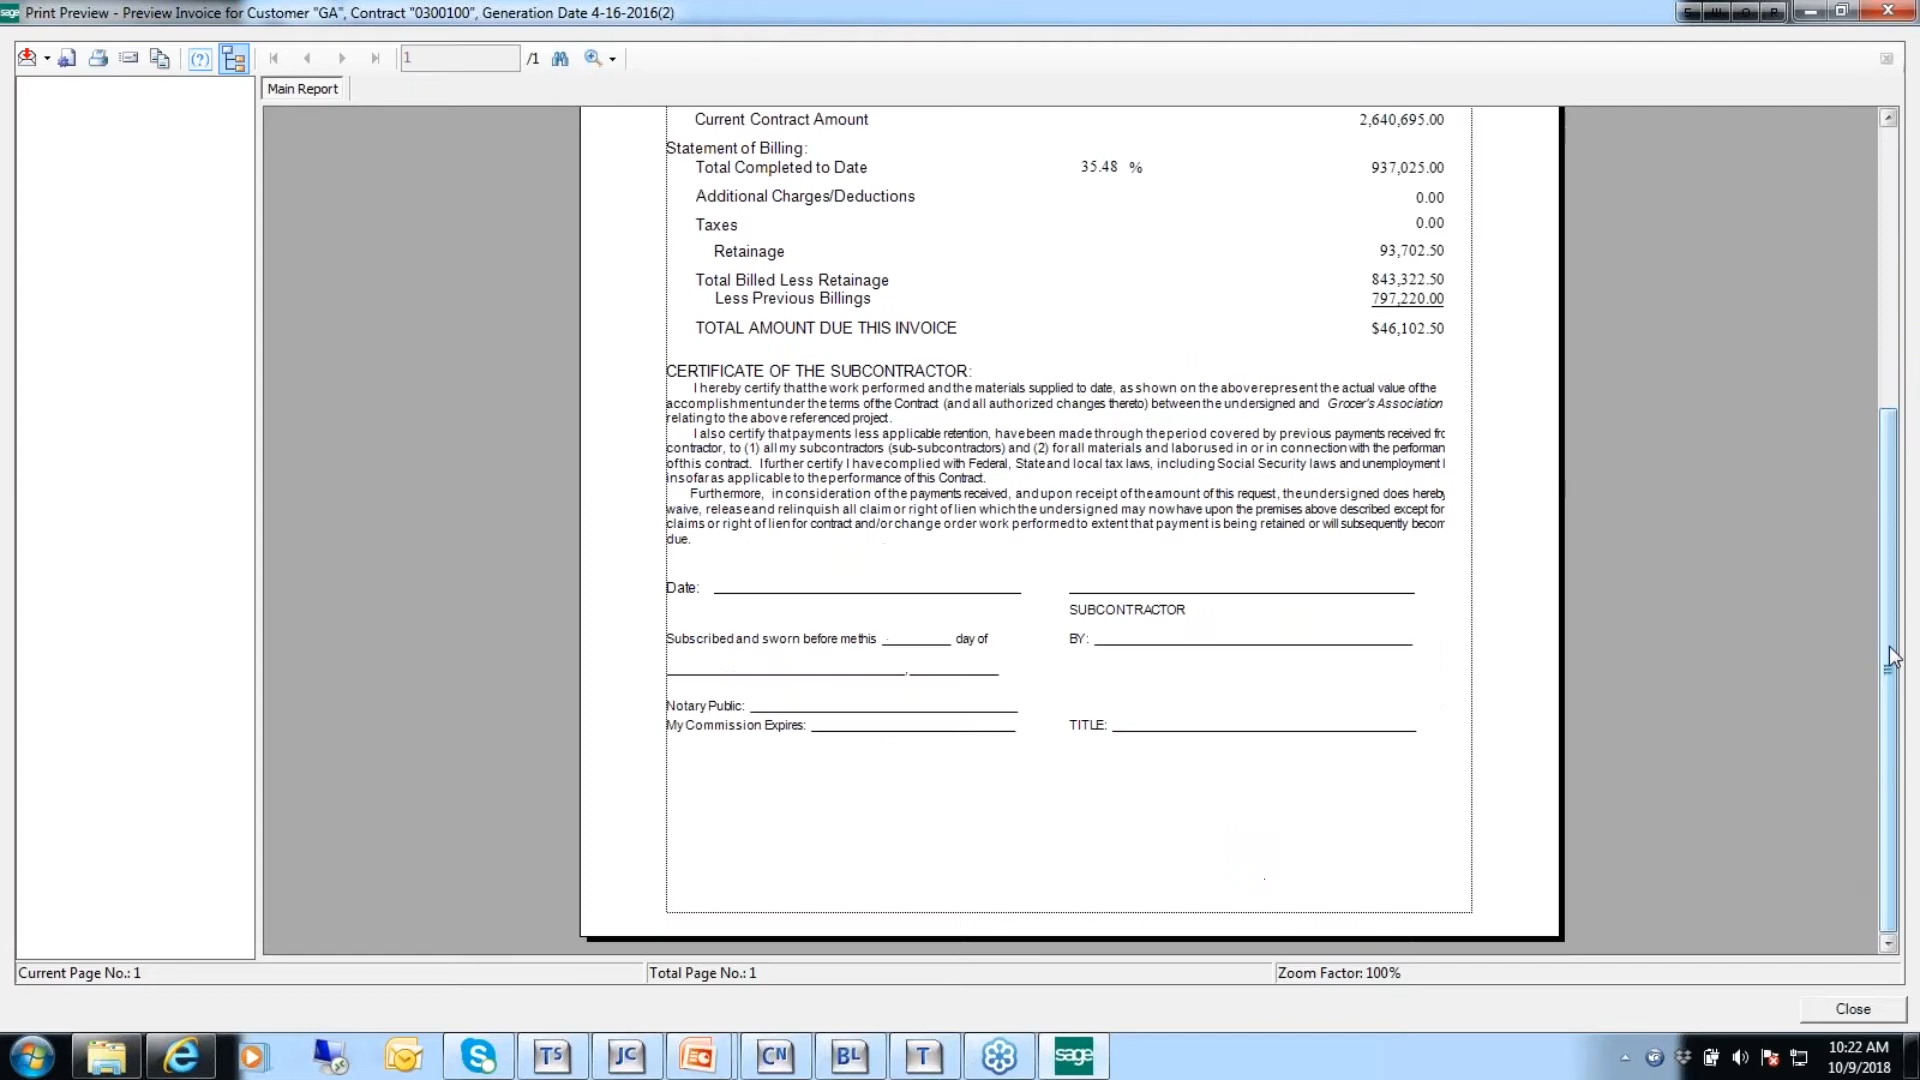 sage Print Preview - Preview Invoice for Customer "GA", Contract "0300100", Generation Date 4-16-2016(2)
1 /1
Main Report
Current Contract Amount 2,640,695.00
Statement of Billing:
Total Completed to Date 35.48 % 937,025.00
Additional Charges/Deductions 0.00
Taxes 0.00
Retainage 93,702.50
Total Billed Less Retainage 843,322.50
Less Previous Billings 797,220.00
TOTAL AMOUNT DUE THIS INVOICE $46,102.50
CERTIFICATE OF THE SUBCONTRACTOR:
I hereby certify that the work performed and the materials supplied to date, as shown on the above represent the actual value of the
accomplishment under the terms of the Contract (and all authorized changes thereto) between the undersigned and Grocer's Association
relating to the above referenced project.
I also certify that payments less applicable retention, have been made through the period covered by previous payments received frc
contractor, to (1) all my subcontractors (sub-subcontractors) and (2) for all materials and labor used in or in connection with the performan
of this contract. I further certify I have complied with Federal, State and local tax laws, including Social Security laws and unemployment l
insofar as applicable to the performance of this Contract.
Furthermore, in consideration of the payments received, and upon receipt of the amount of this request, the undersigned does hereby
waive, release and relinquish all claim or right of lien which the undersigned may now have upon the premises above described except for
claims or right of lien for contract and/or change order work performed to extent that payment is being retained or will subsequently becom
due.
Date:
SUBCONTRACTOR
Subscribed and sworn before me this day of BY:
,
Notary Public:
My Commission Expires: TITLE:
Current Page No.: 1 Total Page No.: 1 Zoom Factor: 100%
Close
TS JC CN BL T sage
10:22 AM
10/9/2018